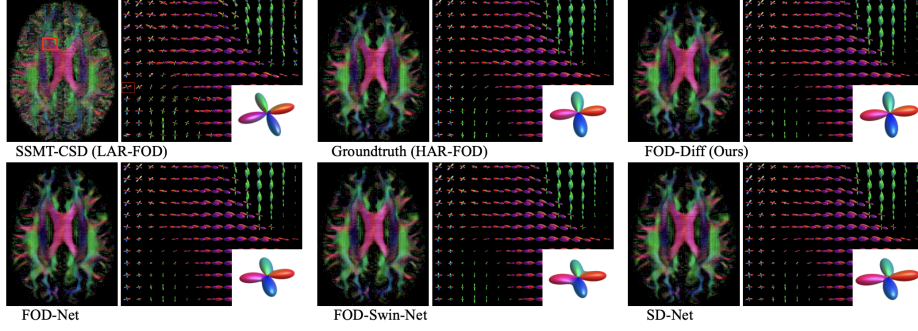 SSMT-CSD (LAR-FOD)
Groundtruth (HAR-FOD)
FOD-Diff (Ours)
FOD-Net
FOD-Swin-Net
SD-Net